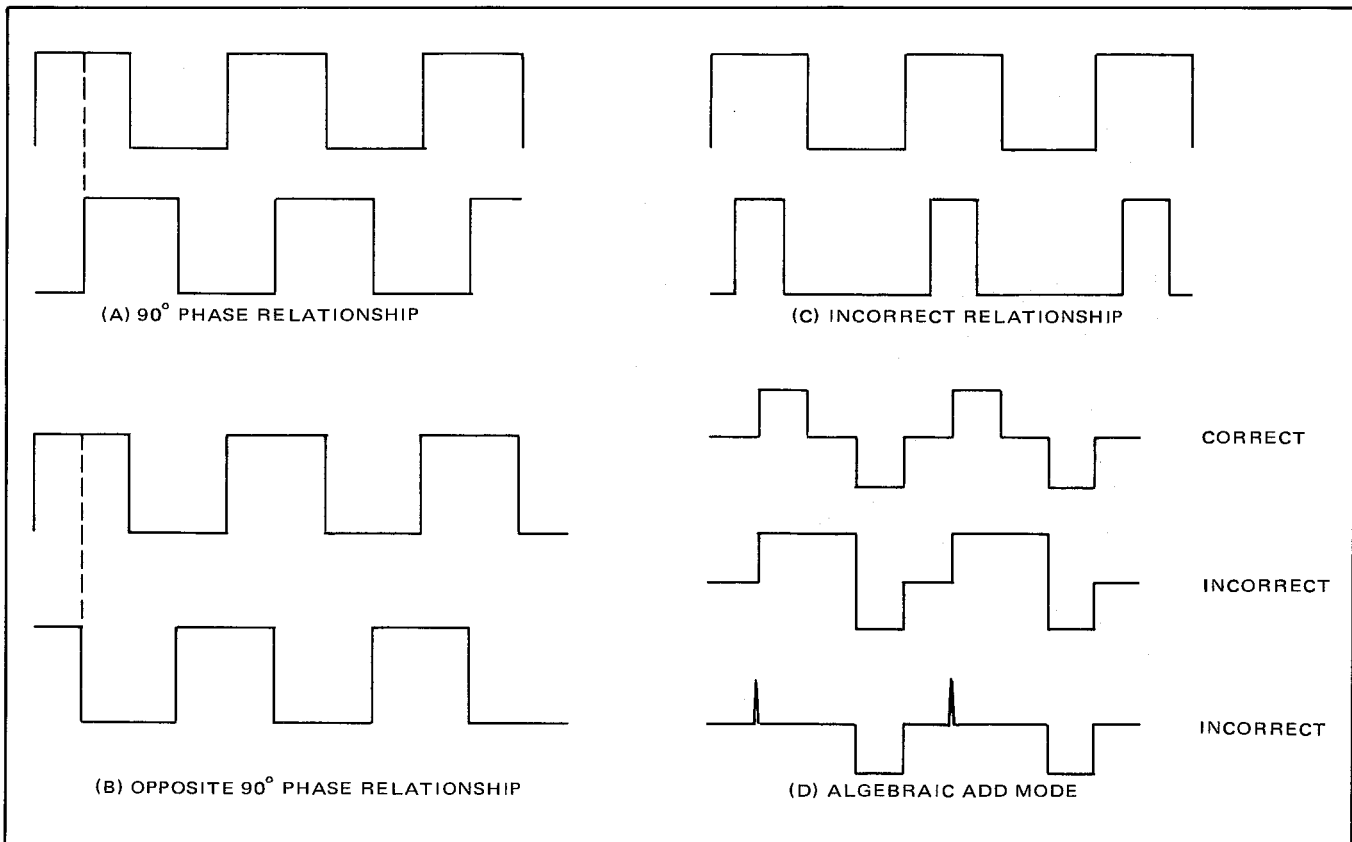 (A) 90° PHASE RELATIONSHIP
(C) INCORRECT RELATIONSHIP
CORRECT
INCORRECT
INCORRECT
(B) OPPOSITE 90° PHASE RELATIONSHIP
(D) ALGEBRAIC ADD MODE